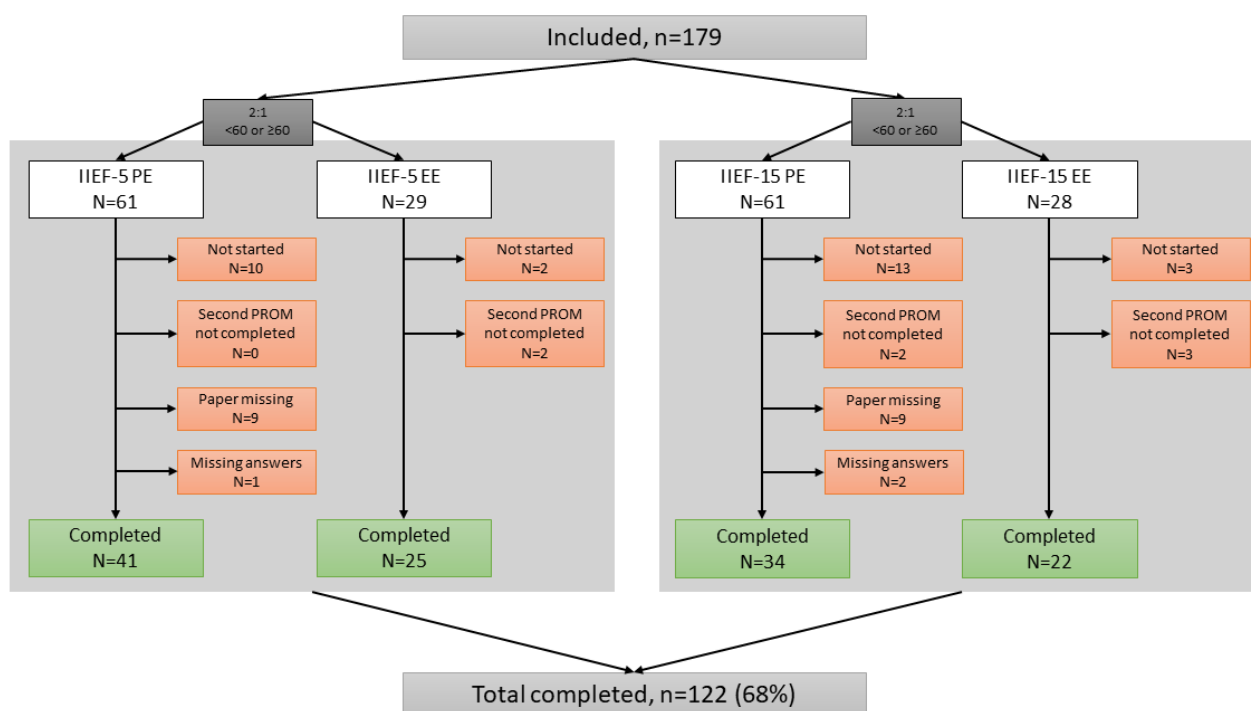 Included, n=179
2:1
<60 or ≥60
2:1
<60 or ≥60
IIEF-5 PE
N=61
IIEF-5 EE
N=29
IIEF-15 PE
N=61
IIEF-15 EE
N=28
Not started
N=10
Not started
N=2
Not started
N=13
Not started
N=3
Second PROM
not completed
N=0
Second PROM
not completed
N=2
Second PROM
not completed
N=2
Second PROM
not completed
N=3
Paper missing
N=9
Paper missing
N=9
Missing answers
N=1
Missing answers
N=2
Completed
N=41
Completed
N=25
Completed
N=34
Completed
N=22
Total completed, n=122 (68%)